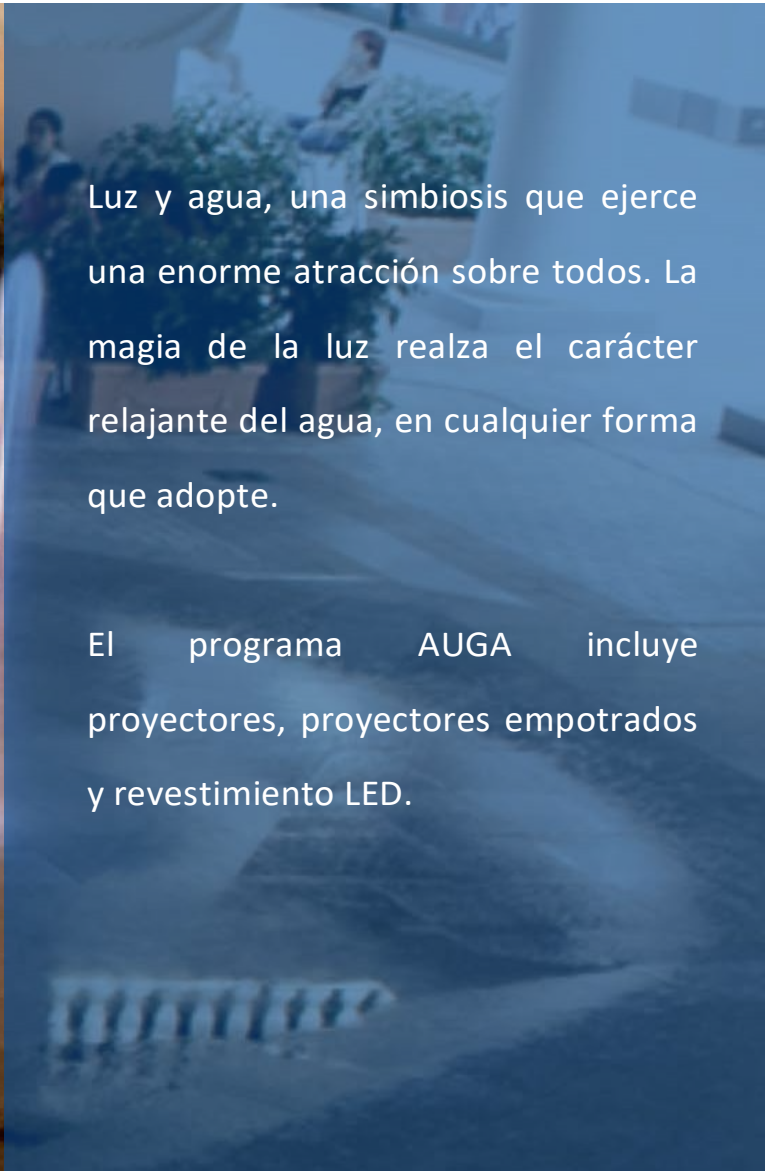 Luz y agua, una simbiosis que ejerce
una enorme atracción sobre todos. La
magia de la luz realza el carácter
relajante del agua, en cualquier forma
que adopte.
El programa AUGA incluye
proyectores, proyectores empotrados
y revestimiento LED.